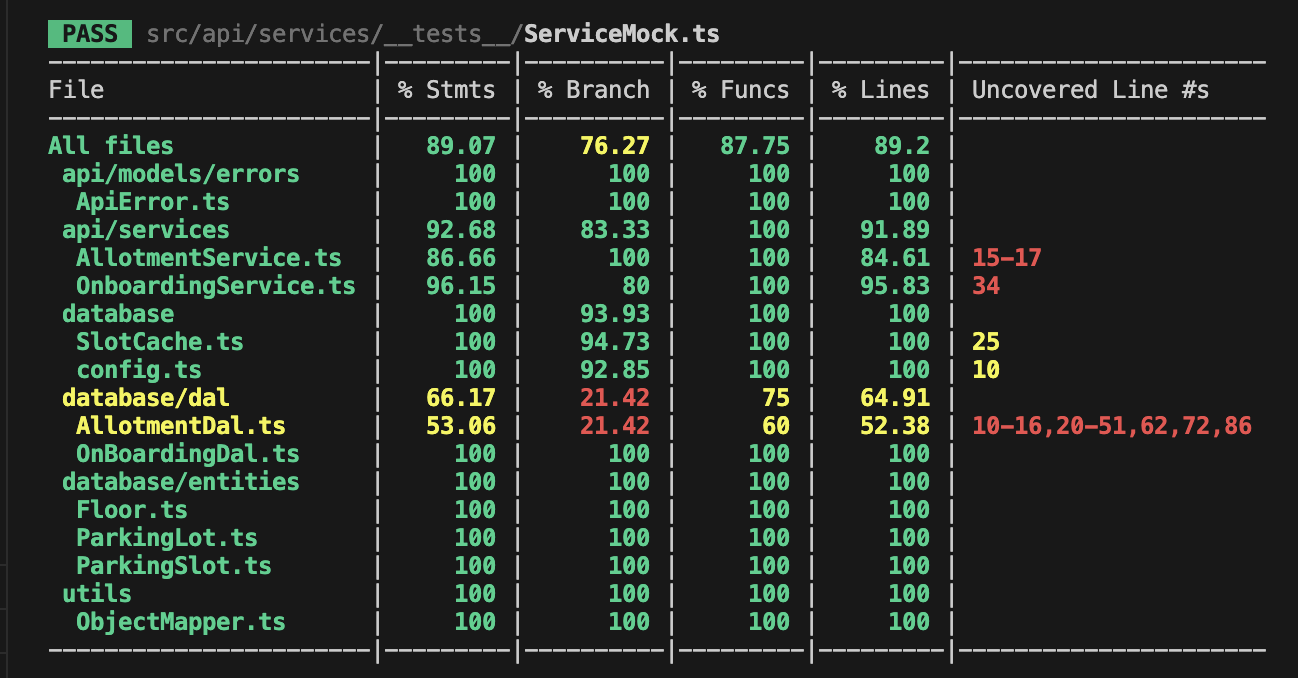 PASS src/api/services/__tests__/ServiceMock.ts
File | % Stmts | % Branch | % Funcs | % Lines | Uncovered Line #s
All files | 89.07 | 76.27 | 87.75 | 89.2 |
api/models/errors | 100 | 100 | 100 | 100 |
ApiError.ts | 100 | 100 | 100 | 100 |
api/services | 92.68 | 83.33 | 100 | 91.89 |
AllotmentService.ts | 86.66 | 100 | 100 | 84.61 | 15-17
OnboardingService.ts | 96.15 | 80 | 100 | 95.83 | 34
database | 100 | 93.93 | 100 | 100 |
SlotCache.ts | 100 | 94.73 | 100 | 100 | 25
config.ts | 100 | 92.85 | 100 | 100 | 10
database/dal | 66.17 | 21.42 | 75 | 64.91 |
AllotmentDal.ts | 53.06 | 21.42 | 60 | 52.38 | 10-16,20-51,62,72,86
OnBoardingDal.ts | 100 | 100 | 100 | 100 |
database/entities | 100 | 100 | 100 | 100 |
Floor.ts | 100 | 100 | 100 | 100 |
ParkingLot.ts | 100 | 100 | 100 | 100 |
ParkingSlot.ts | 100 | 100 | 100 | 100 |
utils | 100 | 100 | 100 | 100 |
ObjectMapper.ts | 100 | 100 | 100 | 100 |